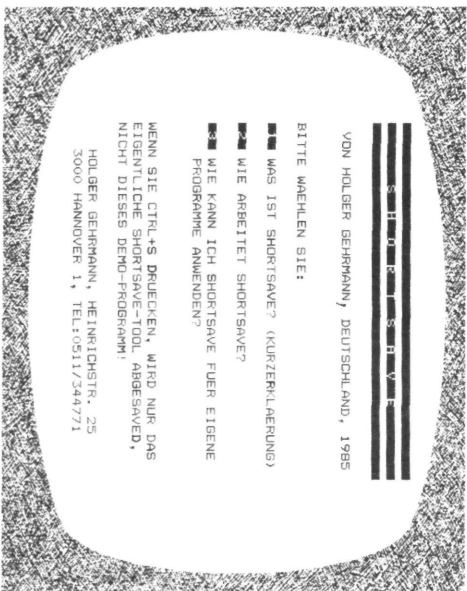 S H O R T S A V E
VON HOLGER GEHRMANN, DEUTSCHLAND, 1985
BITTE WAEHLEN SIE:
1 WAS IST SHORTSAVE? (KURZERKLAERUNG)
2 WIE ARBEITET SHORTSAVE?
3 WIE KANN ICH SHORTSAVE FUER EIGENE
PROGRAMME ANWENDEN?
WENN SIE CTRL+S DRUECKEN, WIRD NUR DAS
EIGENTLICHE SHORTSAVE-TOOL ABGESAVED,
NICHT DIESES DEMO-PROGRAMM!
HOLGER GEHRMANN, HEINRICHSTR. 25
3000 HANNOVER 1, TEL:0511/344771